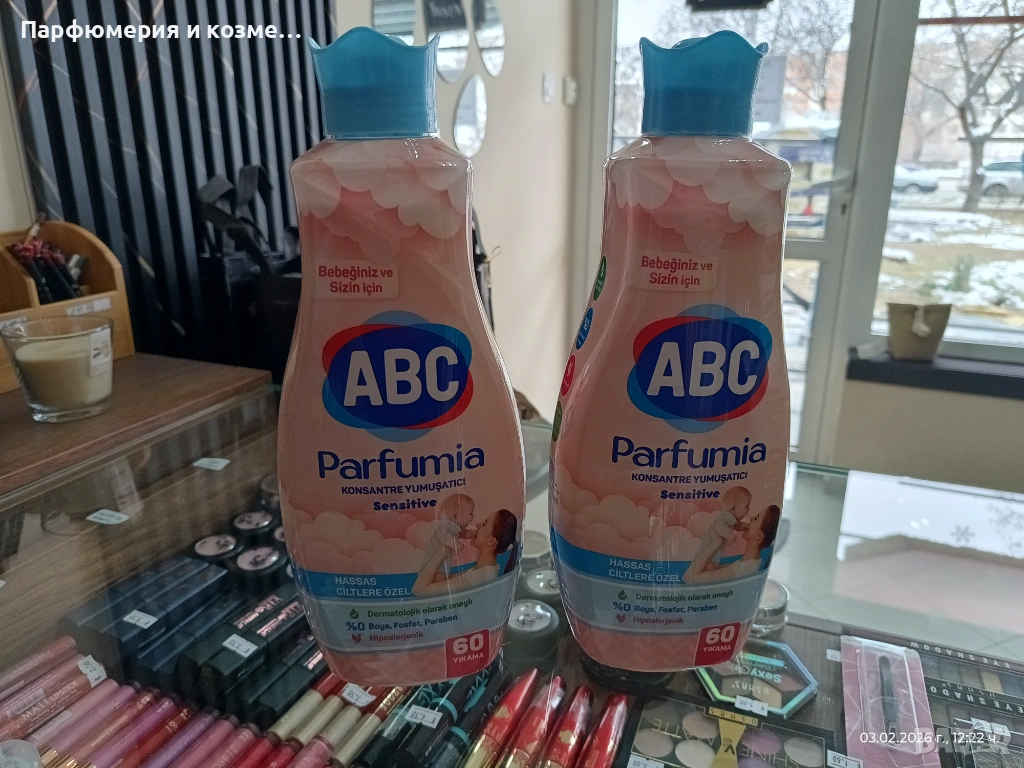 Парфюмерия и козме...
Bebeğiniz ve
Sizin için
ABC
Parfumia
KONSANTRE YUMUŞATICI
Sensitive
HASSAS
CİLTLERE ÖZEL
Dermatolojik olarak onaylı
%0 Boya, Fosfat, Paraben
Hipoalerjenik
60
YIKAMA
Bebeğiniz ve
Sizin için
ABC
Parfumia
KONSANTRE YUMUŞATICI
Sensitive
HASSAS
CİLTLERE ÖZEL
Dermatolojik olarak onaylı
%0 Boya, Fosfat, Paraben
Hipoalerjenik
60
YIKAMA
EYESHADOW
03.02.2026 г., 12:22 ч.